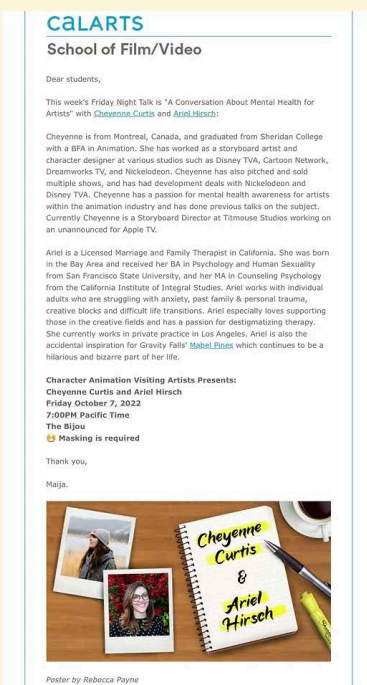 CALARTS
School of Film/Video
Dear students,
This week's Friday Night Talk is "A Conversation About Mental Health for
Artists" with Cheyenne Curtis and Ariel Hirsch:
Cheyenne is from Montreal, Canada, and graduated from Sheridan College
with a BFA in Animation. She has worked as a storyboard artist and
character designer at various studios such as Disney TVA, Cartoon Network,
Dreamworks TV, and Nickelodeon. Cheyenne has also pitched and sold
multiple shows, and has had development deals with Nickelodeon and
Disney TVA. Cheyenne has a passion for mental health awareness for artists
within the animation industry and has done previous talks on the subject.
Currently Cheyenne is a Storyboard Director at Titmouse Studios working on
an unannounced for Apple TV.
Ariel is a Licensed Marriage and Family Therapist in California. She was born
in the Bay Area and received her BA in Psychology and Human Sexuality
from San Francisco State University, and her MA in Counseling Psychology
from the California Institute of Integral Studies. Ariel works with individual
adults who are struggling with anxiety, past family & personal trauma,
creative blocks and difficult life transitions. Ariel especially loves supporting
those in the creative fields and has a passion for destigmatizing therapy.
She currently works in private practice in Los Angeles. Ariel is also the
accidental inspiration for Gravity Falls' Mabel Pines which continues to be a
hilarious and bizarre part of her life.
Character Animation Visiting Artists Presents:
Cheyenne Curtis and Ariel Hirsch
Friday October 7, 2022
7:00PM Pacific Time
The Bijou
😷 Masking is required
Thank you,
Maija.
Cheyenne
Curtis
&
Ariel
Hirsch
Poster by Rebecca Payne